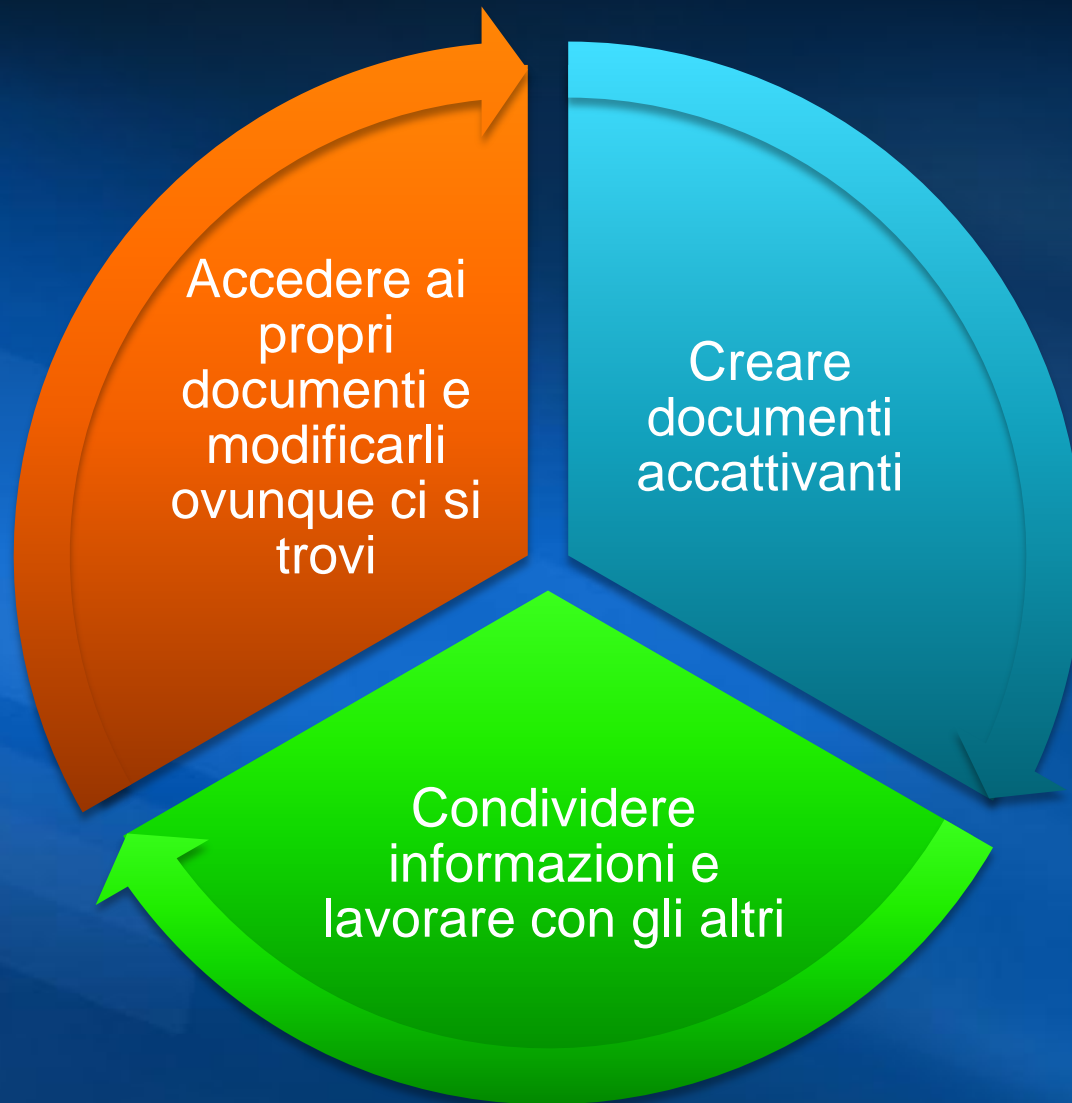 Accedere ai
propri
documenti e
modificarli
ovunque ci si
trovi
Creare
documenti
accattivanti
Condividere
informazioni e
lavorare con gli altri